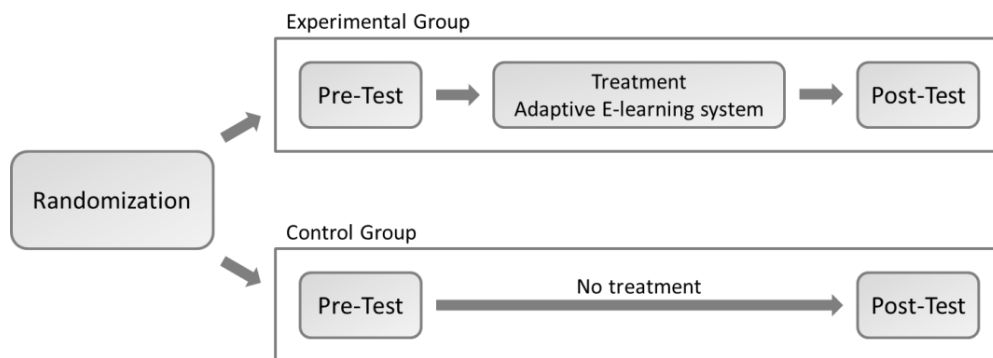 Experimental Group
Pre-Test
Treatment
Adaptive E-learning system
Post-Test
Randomization
Control Group
Pre-Test
No treatment
Post-Test